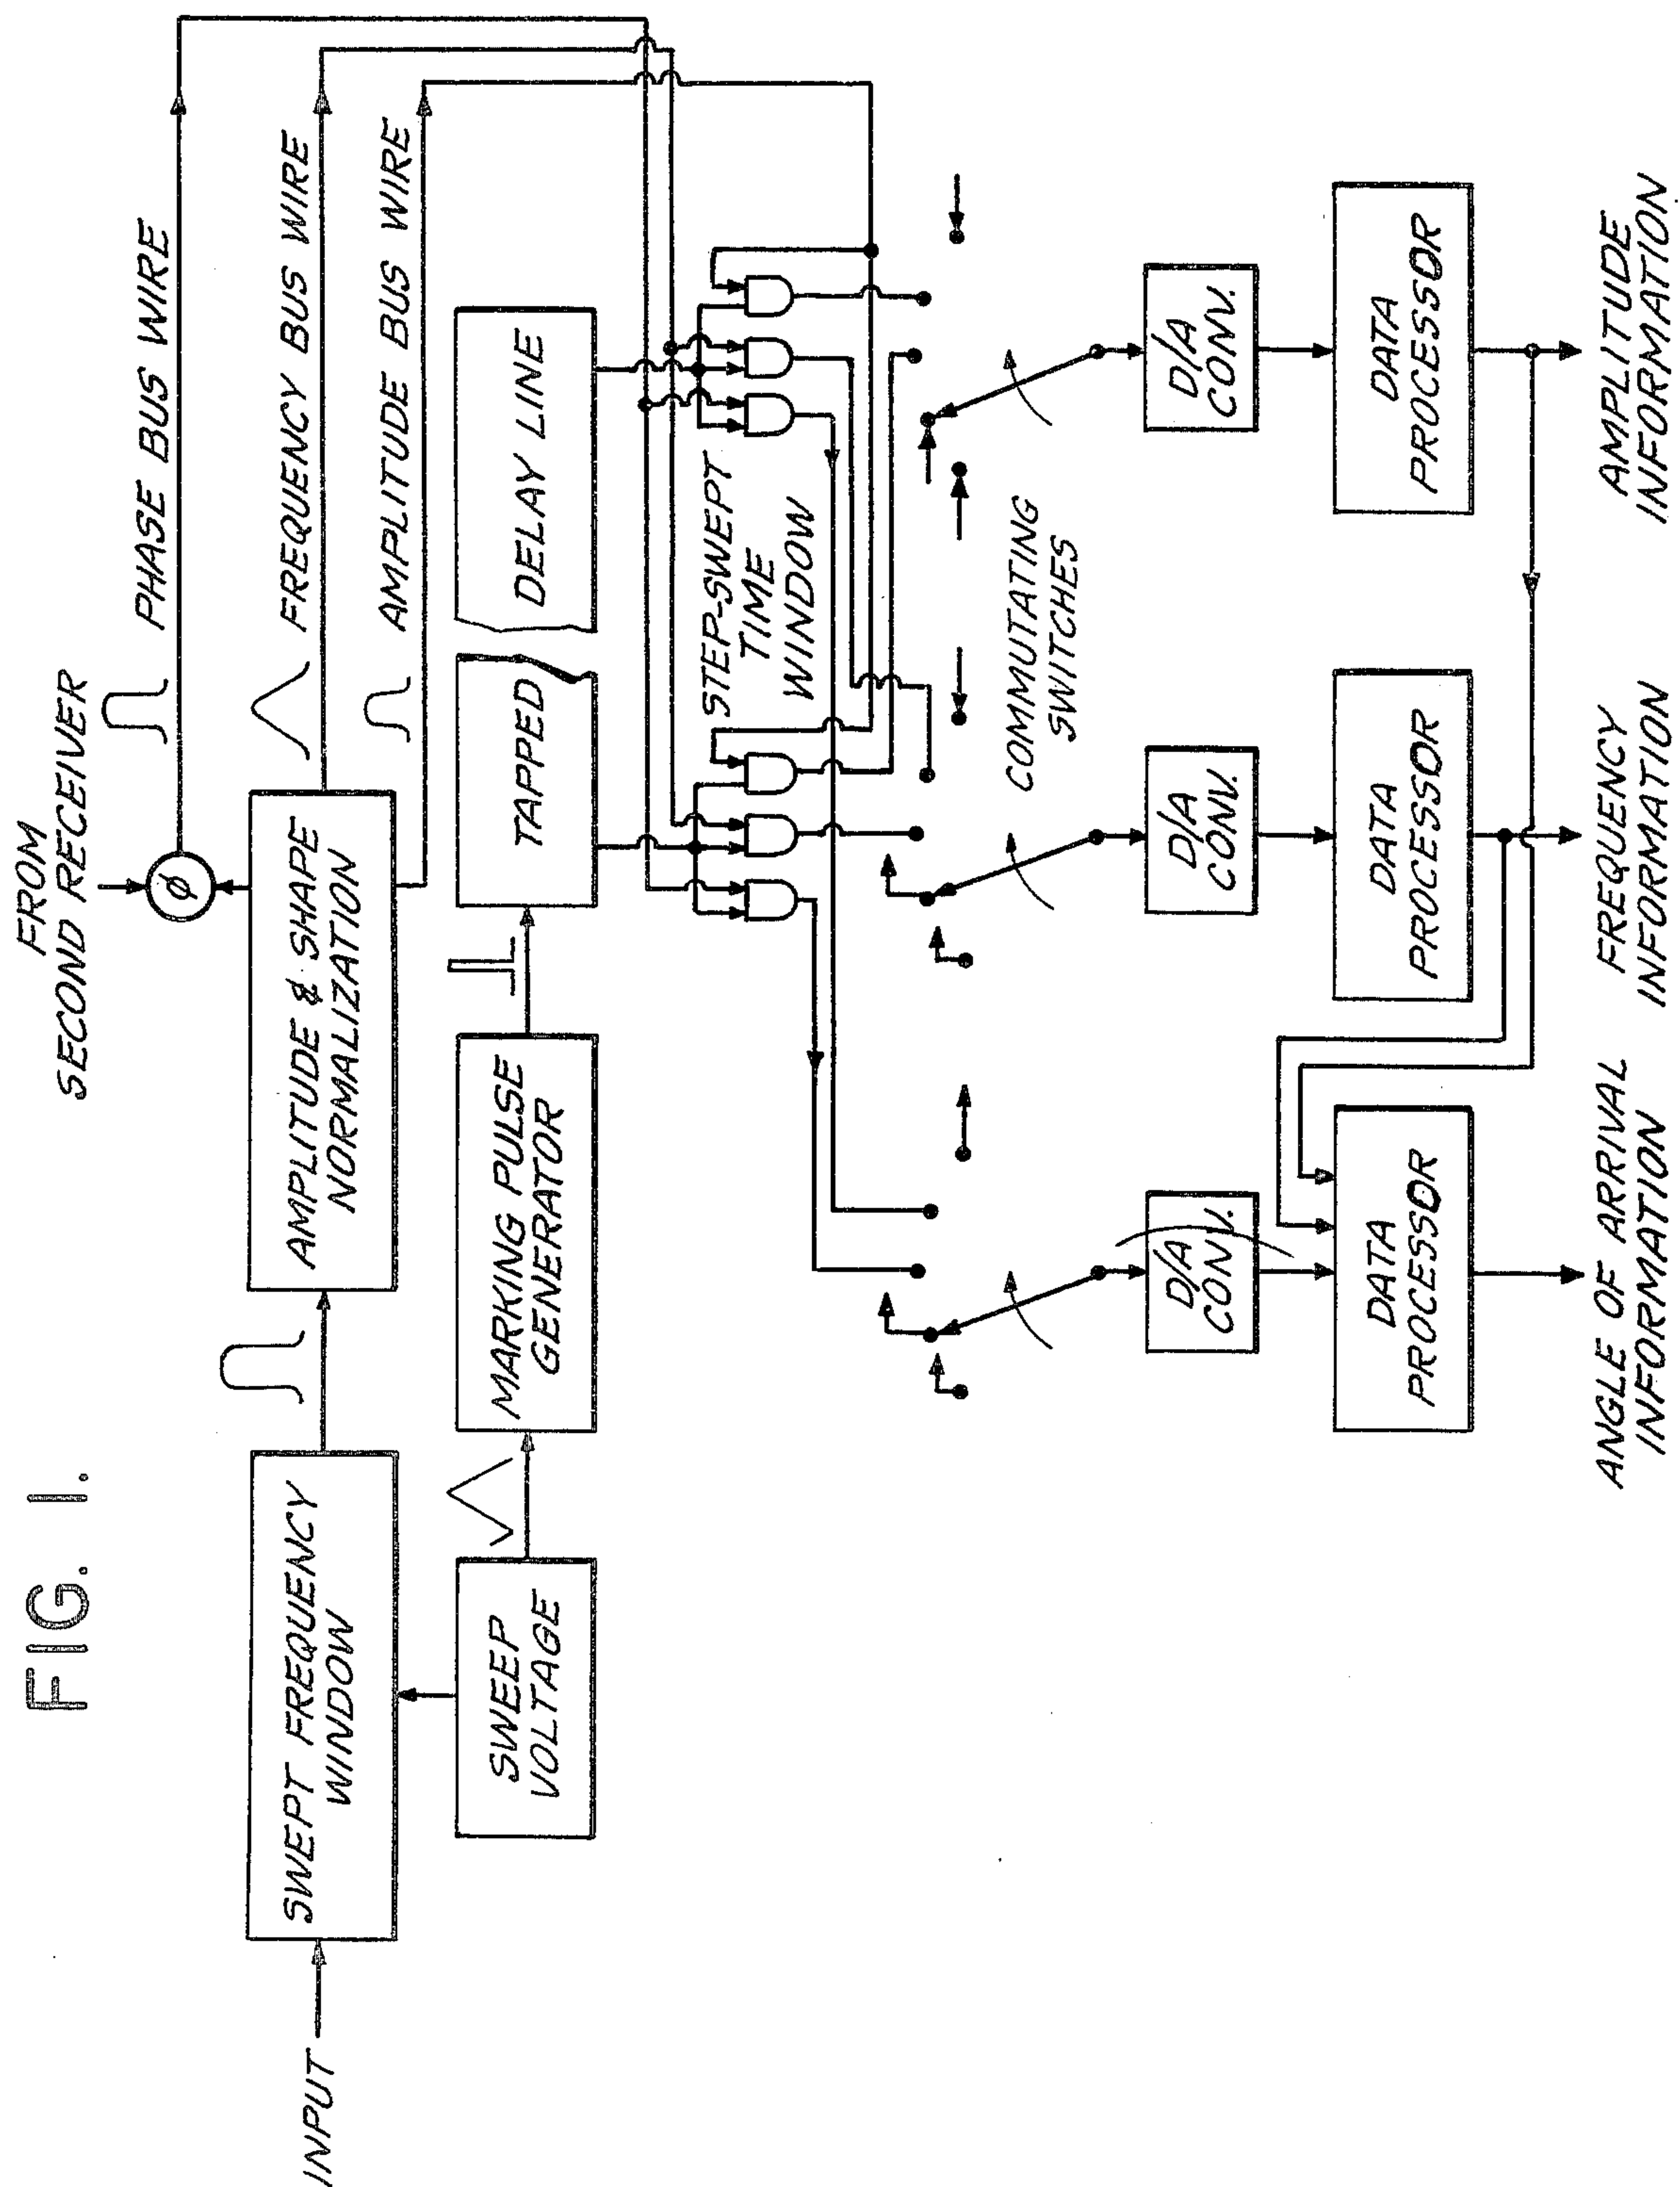 FIG. 1.
FROM
SECOND RECEIVER
ϕ
PHASE BUS WIRE
FREQUENCY BUS WIRE
AMPLITUDE BUS WIRE
INPUT
SWEPT FREQUENCY
WINDOW
AMPLITUDE & SHAPE
NORMALIZATION
SWEEP
VOLTAGE
MARKING PULSE
GENERATOR
TAPPED
DELAY LINE
STEP-SWEPT
TIME
WINDOW
COMMUTATING
SWITCHES
D/A
CONV.
D/A
CONV.
D/A
CONV.
DATA
PROCESSOR
DATA
PROCESSOR
DATA
PROCESSOR
ANGLE OF ARRIVAL
INFORMATION
FREQUENCY
INFORMATION
AMPLITUDE
INFORMATION